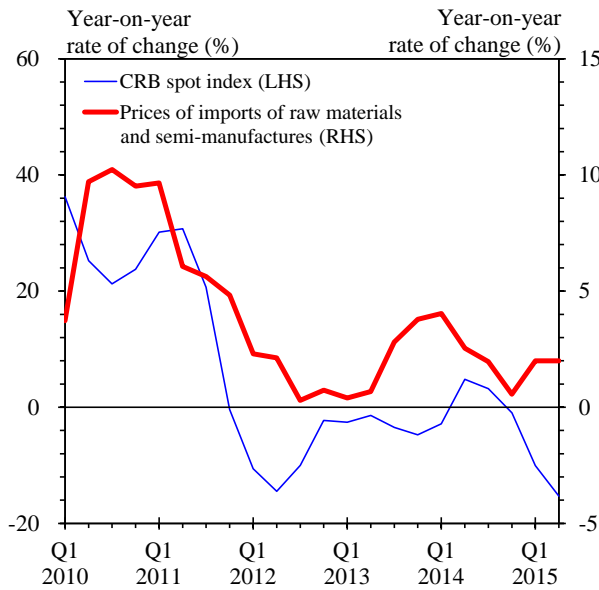 Year-on-year
rate of change (%)
Year-on-year
rate of change (%)
60
40
20
0
-20
15
10
5
0
-5
CRB spot index (LHS)
Prices of imports of raw materials
and semi-manufactures (RHS)
Q1 Q1 Q1 Q1 Q1 Q1
2010 2011 2012 2013 2014 2015